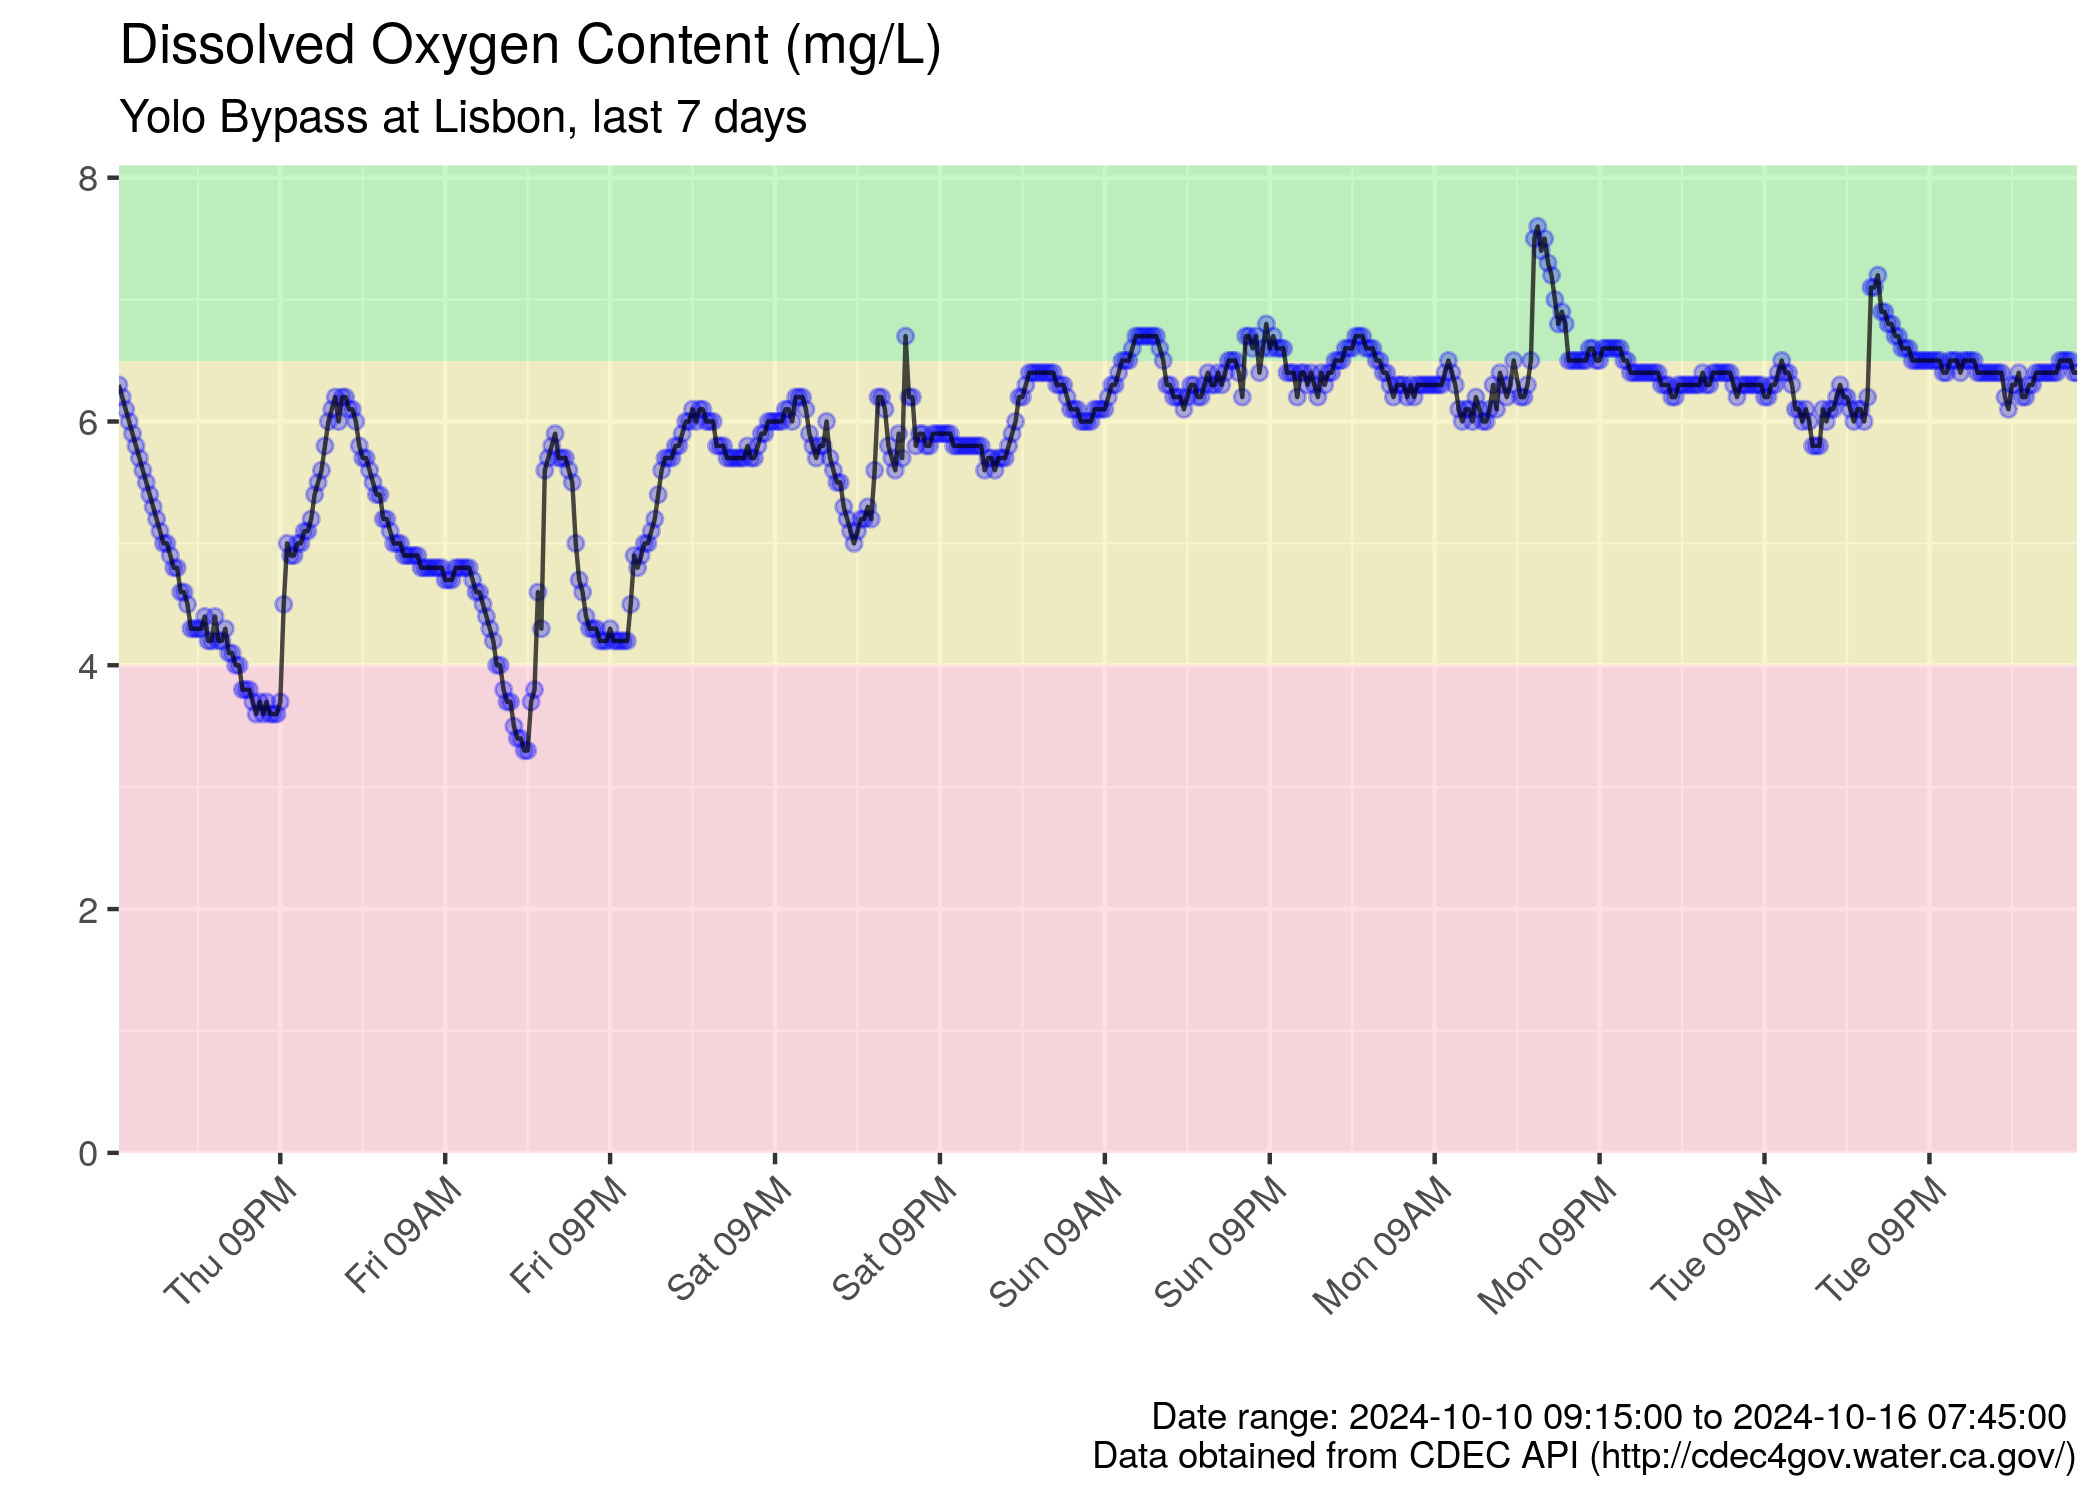 Dissolved Oxygen Content (mg/L)
Yolo Bypass at Lisbon, last 7 days
8
6
4
2
0
Thu 09PM
Fri 09AM
Fri 09PM
Sat 09AM
Sat 09PM
Sun 09AM
Sun 09PM
Mon 09AM
Mon 09PM
Tue 09AM
Tue 09PM
Date range: 2024-10-10 09:15:00 to 2024-10-16 07:45:00
Data obtained from CDEC API (http://cdec4gov.water.ca.gov/)